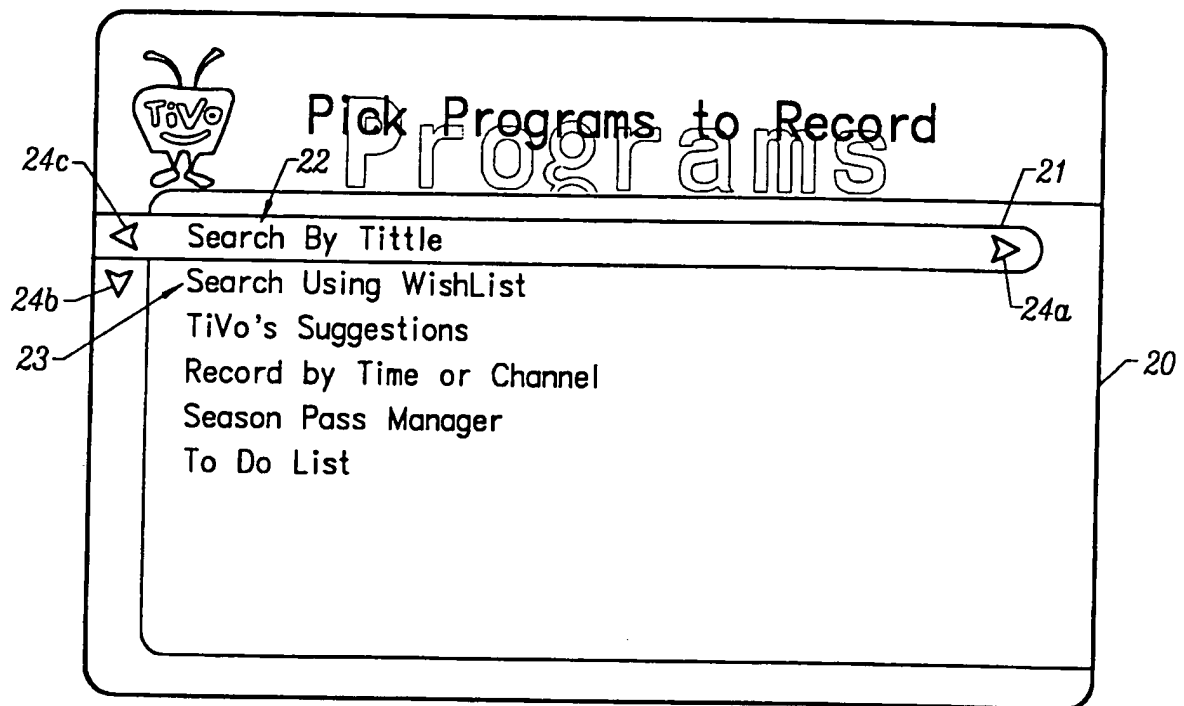 TiVo
Pick Programs to Record
Programs
24c
22
21
Search By Tittle
24b
Search Using WishList
24a
23
TiVo's Suggestions
Record by Time or Channel
20
Season Pass Manager
To Do List